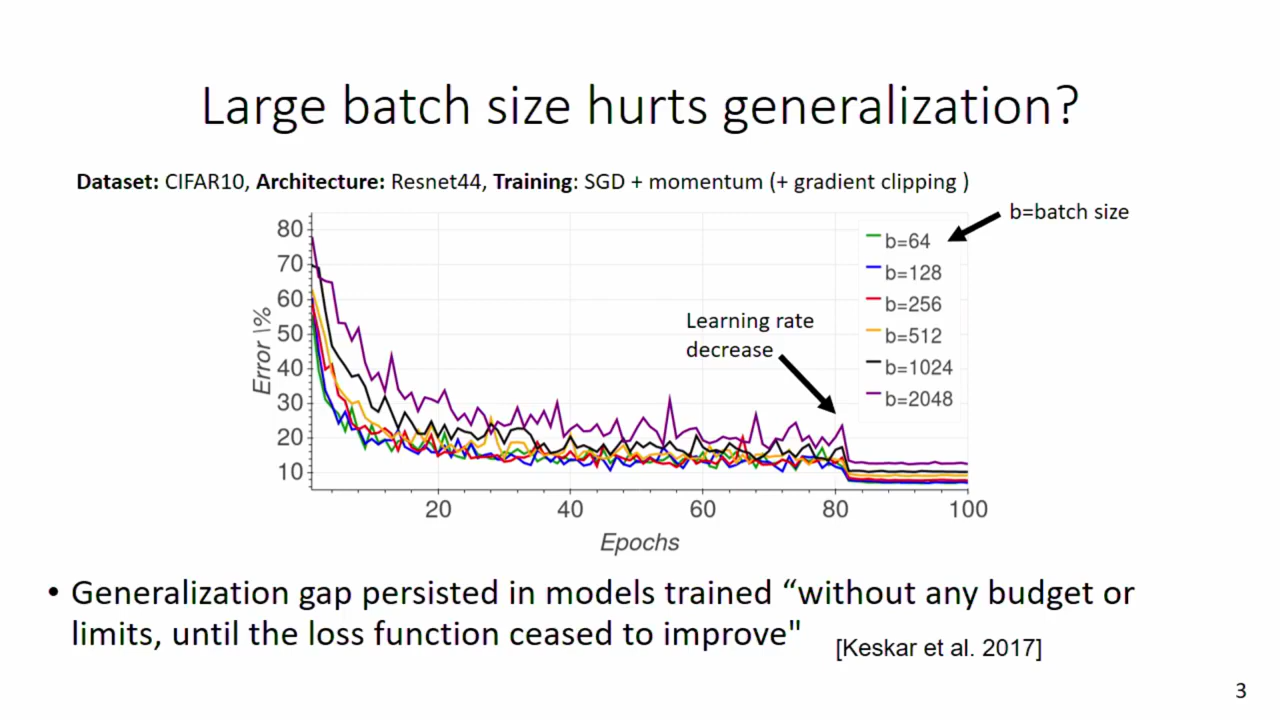 Large batch size hurts generalization?
Dataset: CIFAR10, Architecture: Resnet44, Training: SGD + momentum (+ gradient clipping )
b=batch size
80
70
60
50
40
30
20
10
Error \%
b=64
b=128
b=256
b=512
b=1024
b=2048
Learning rate
decrease
20
40
60
80
100
Epochs
• Generalization gap persisted in models trained “without any budget or
limits, until the loss function ceased to improve"
[Keskar et al. 2017]
3